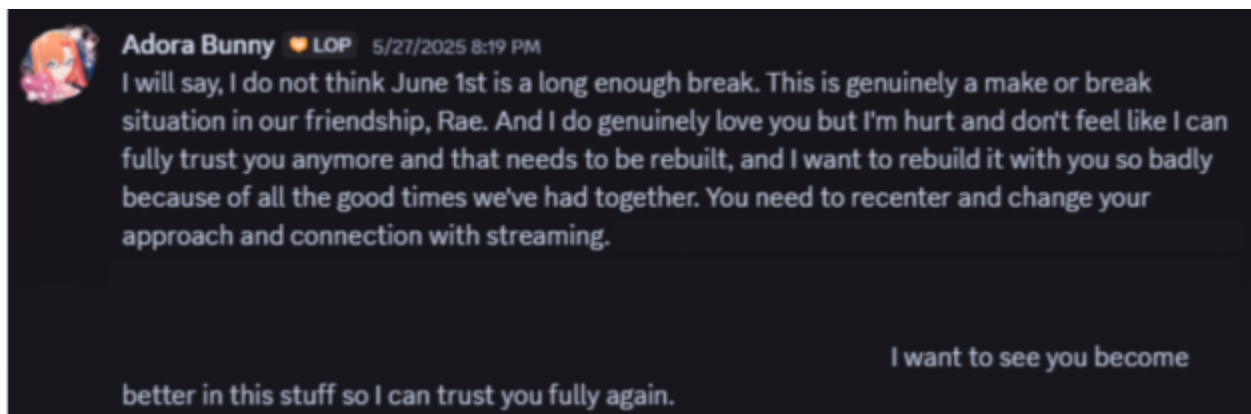 Adora Bunny LOP 5/27/2025 8:19 PM
I will say, I do not think June 1st is a long enough break. This is genuinely a make or break
situation in our friendship, Rae. And I do genuinely love you but I'm hurt and don't feel like I can
fully trust you anymore and that needs to be rebuilt, and I want to rebuild it with you so badly
because of all the good times we've had together. You need to recenter and change your
approach and connection with streaming.
I want to see you become
better in this stuff so I can trust you fully again.